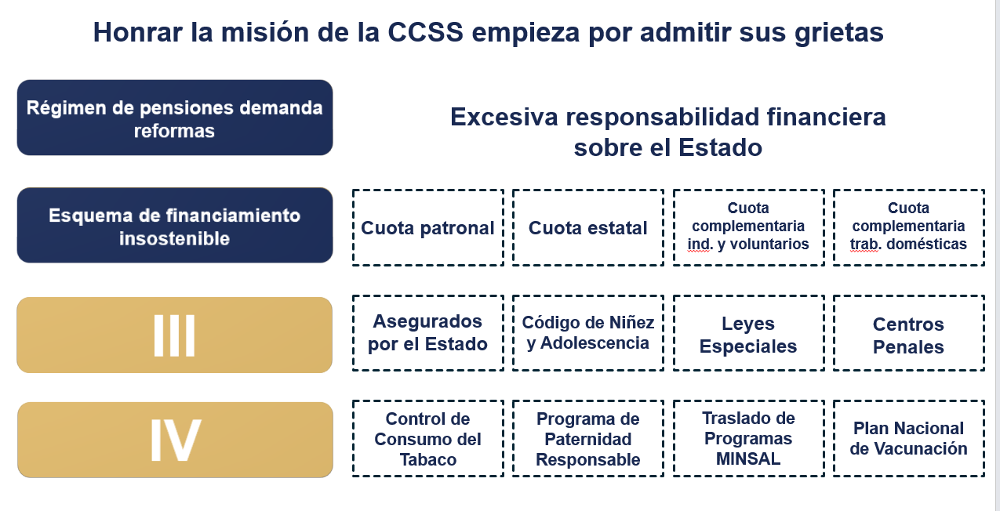 Honrar la misión de la CCSS empieza por admitir sus grietas
Régimen de pensiones demanda
reformas
Excesiva responsabilidad financiera
sobre el Estado
Esquema de financiamiento
insostenible
Cuota patronal
Cuota estatal
Cuota
complementaria
ind. y voluntarios
Cuota
complementaria
trab. domésticas
III
Asegurados
por el Estado
Código de Niñez
y Adolescencia
Leyes
Especiales
Centros
Penales
IV
Control de
Consumo del
Tabaco
Programa de
Paternidad
Responsable
Traslado de
Programas
MINSAL
Plan Nacional
de Vacunación